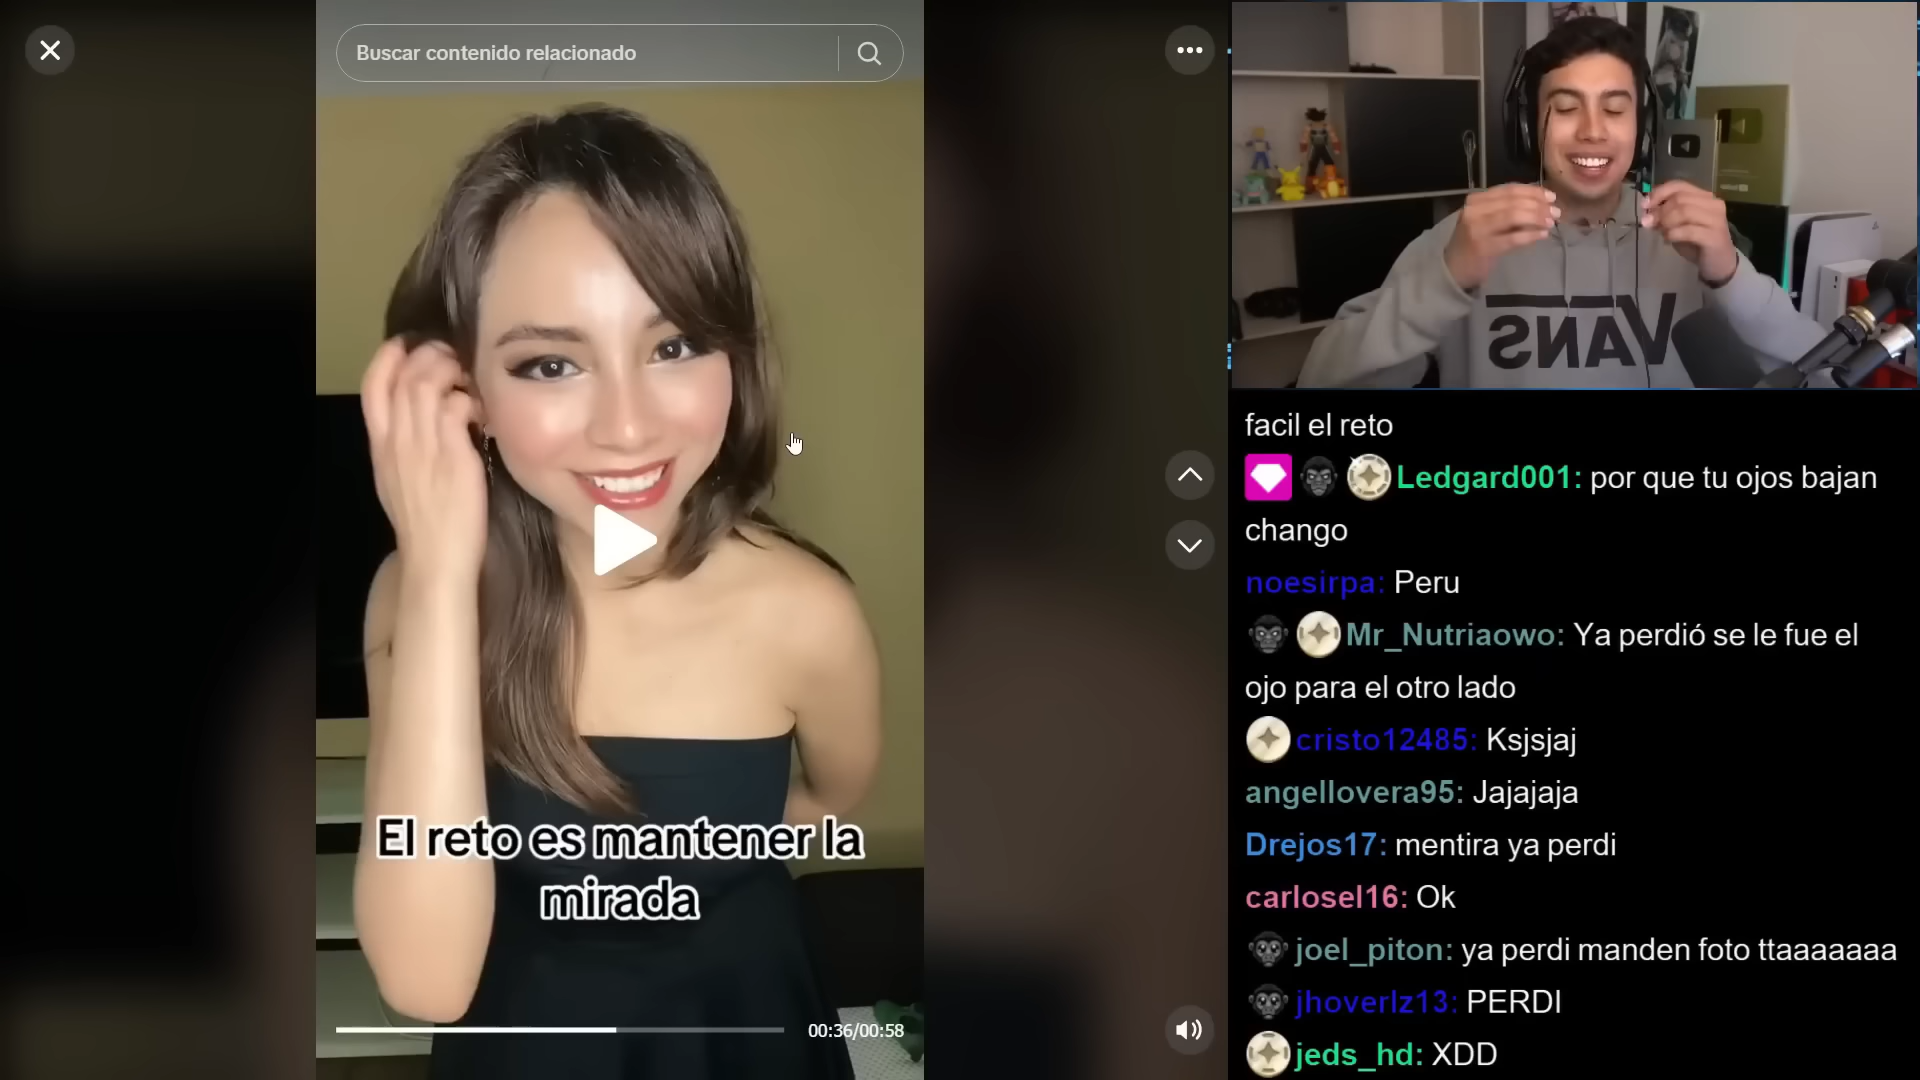 Buscar contenido relacionado
El reto es mantener la
mirada
00:36/00:58
VANS
facil el reto
Ledgard001: por que tu ojos bajan
chango
noesirpa: Peru
Mr_Nutriaowo: Ya perdió se le fue el
ojo para el otro lado
cristo12485: Ksjsjaj
angellovera95: Jajajaja
Drejos17: mentira ya perdi
carlosel16: Ok
joel_piton: ya perdi manden foto ttaaaaaaa
jhoverlz13: PERDI
jeds_hd: XDD